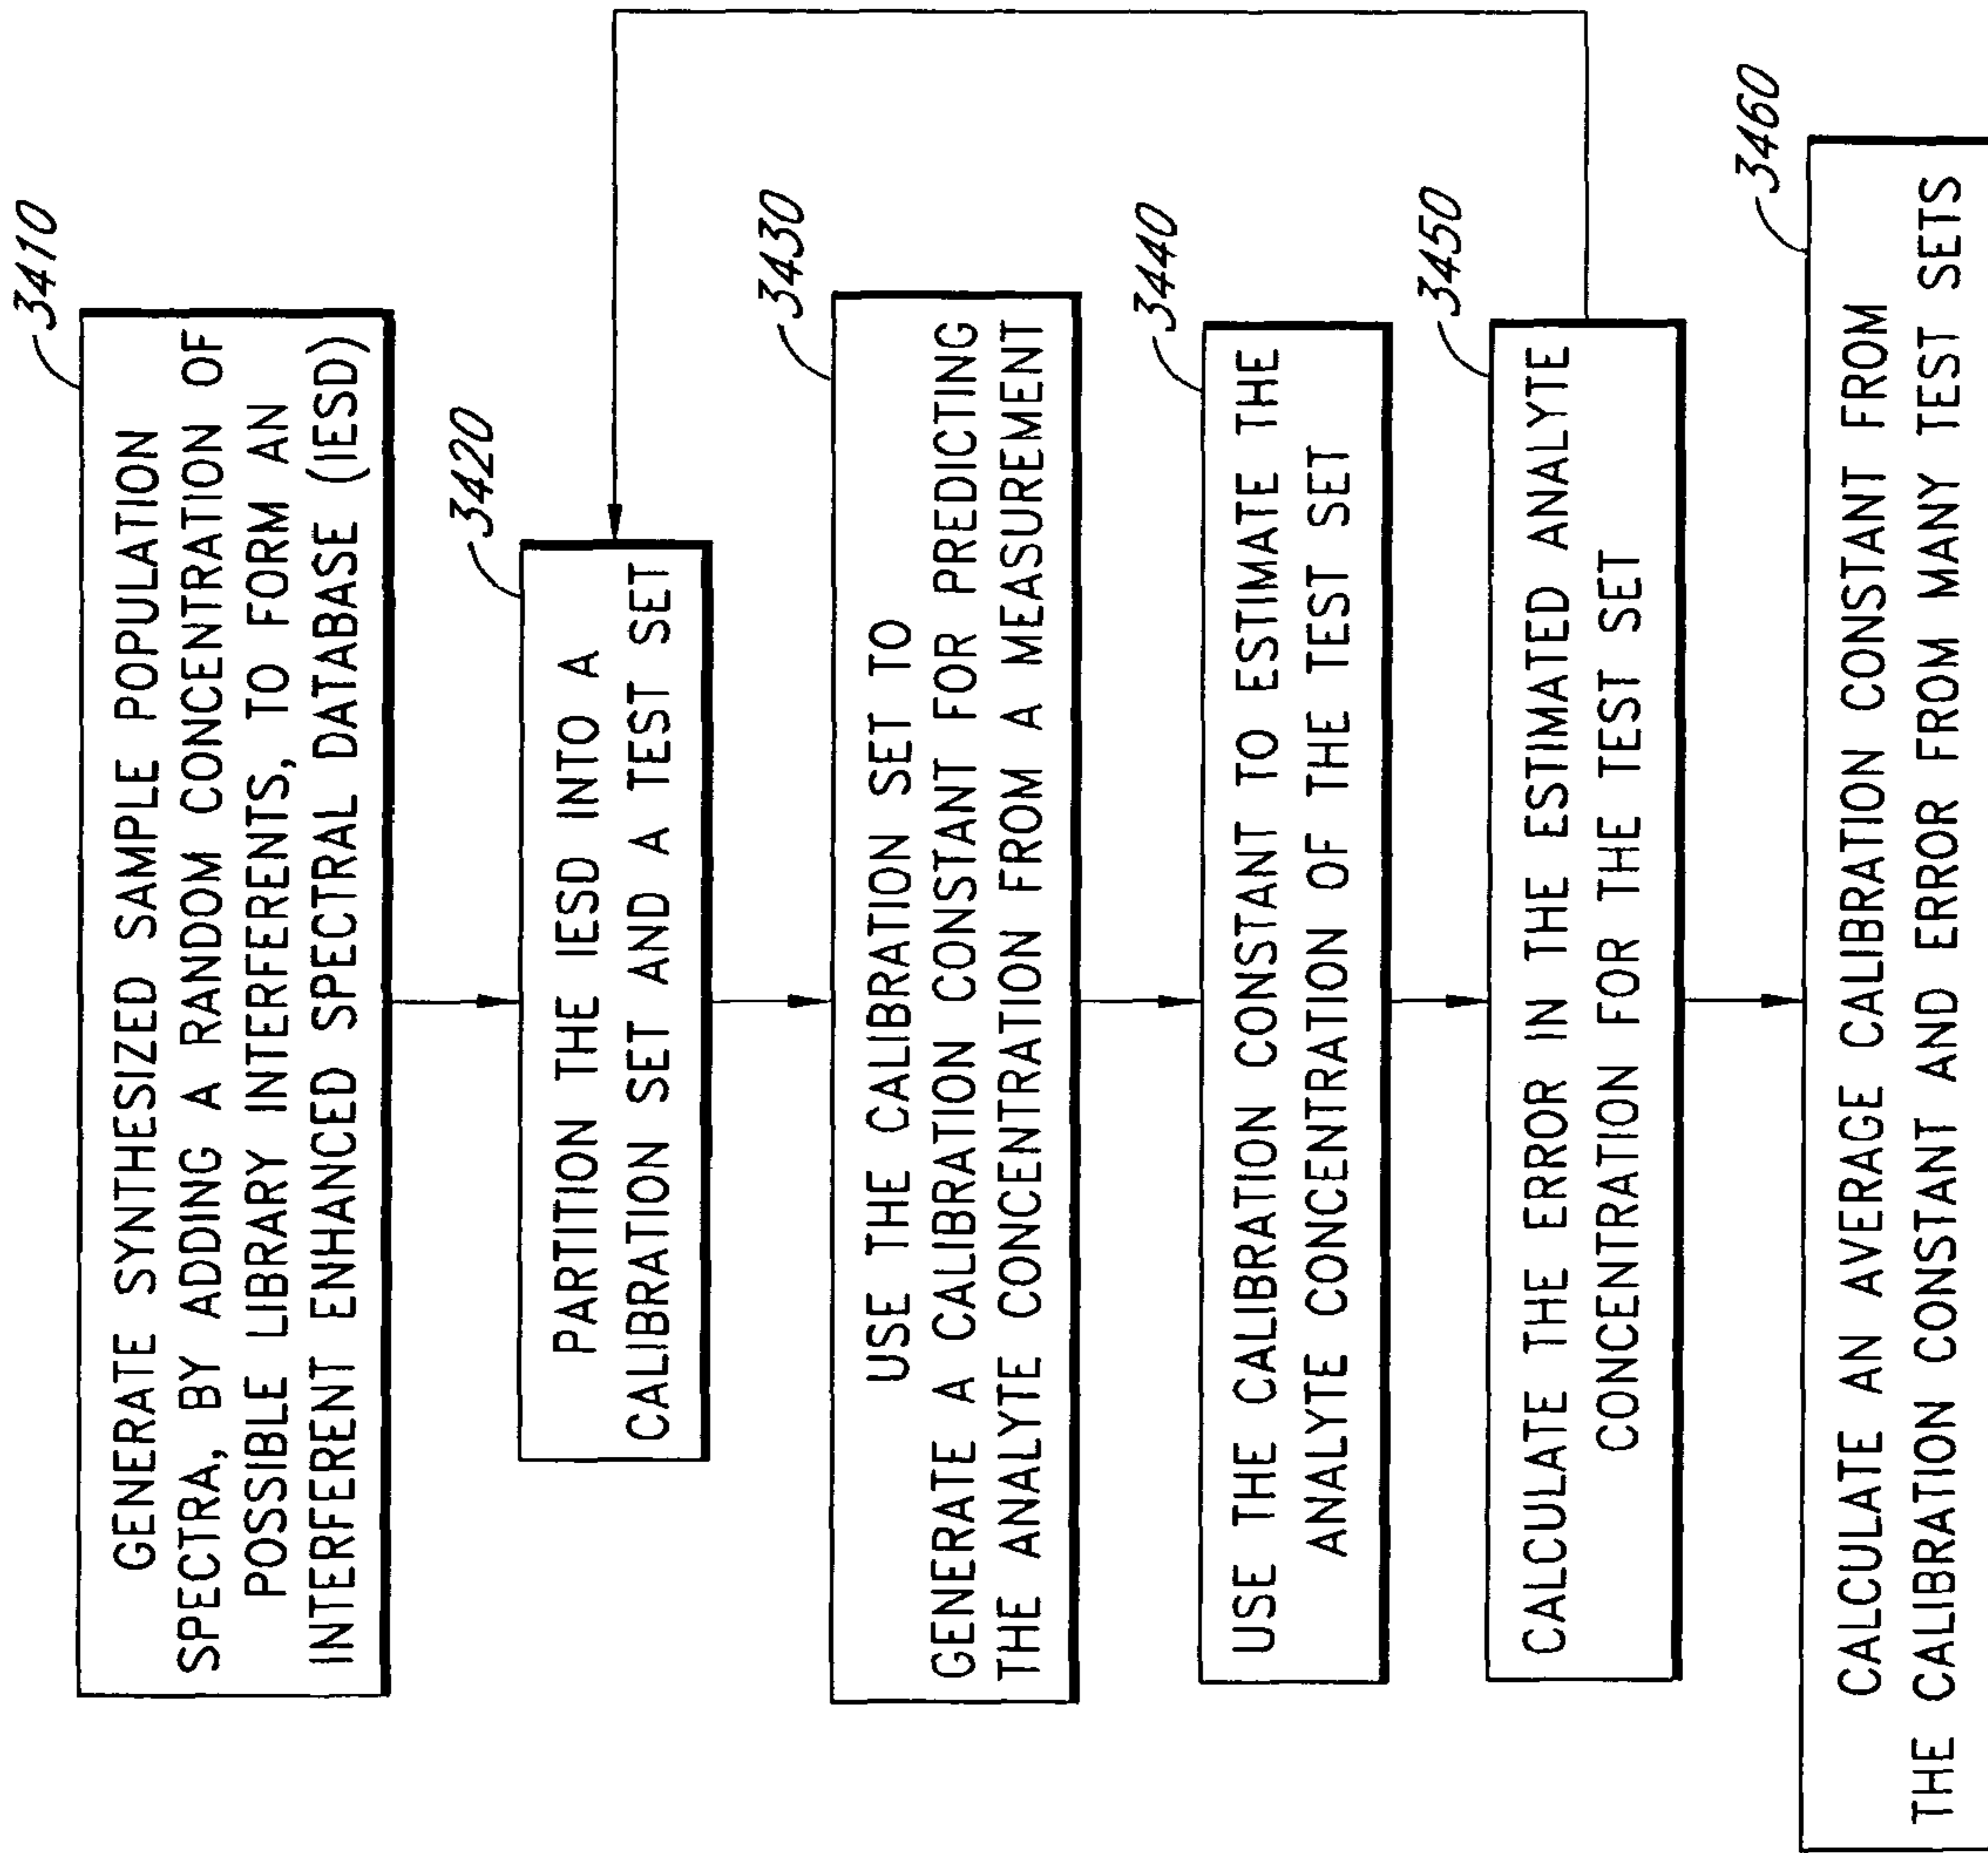 3410
GENERATE SYNTHESIZED SAMPLE POPULATION
SPECTRA, BY ADDING A RANDOM CONCENTRATION OF
POSSIBLE LIBRARY INTERFERENTS, TO FORM AN
INTERFERENT ENHANCED SPECTRAL DATABASE (IESD)
3420
PARTITION THE IESD INTO A
CALIBRATION SET AND A TEST SET
3430
USE THE CALIBRATION SET TO
GENERATE A CALIBRATION CONSTANT FOR PREDICTING
THE ANALYTE CONCENTRATION FROM A MEASUREMENT
3440
USE THE CALIBRATION CONSTANT TO ESTIMATE THE
ANALYTE CONCENTRATION OF THE TEST SET
3450
CALCULATE THE ERROR IN THE ESTIMATED ANALYTE
CONCENTRATION FOR THE TEST SET
3460
CALCULATE AN AVERAGE CALIBRATION CONSTANT FROM
THE CALIBRATION CONSTANT AND ERROR FROM MANY TEST SETS